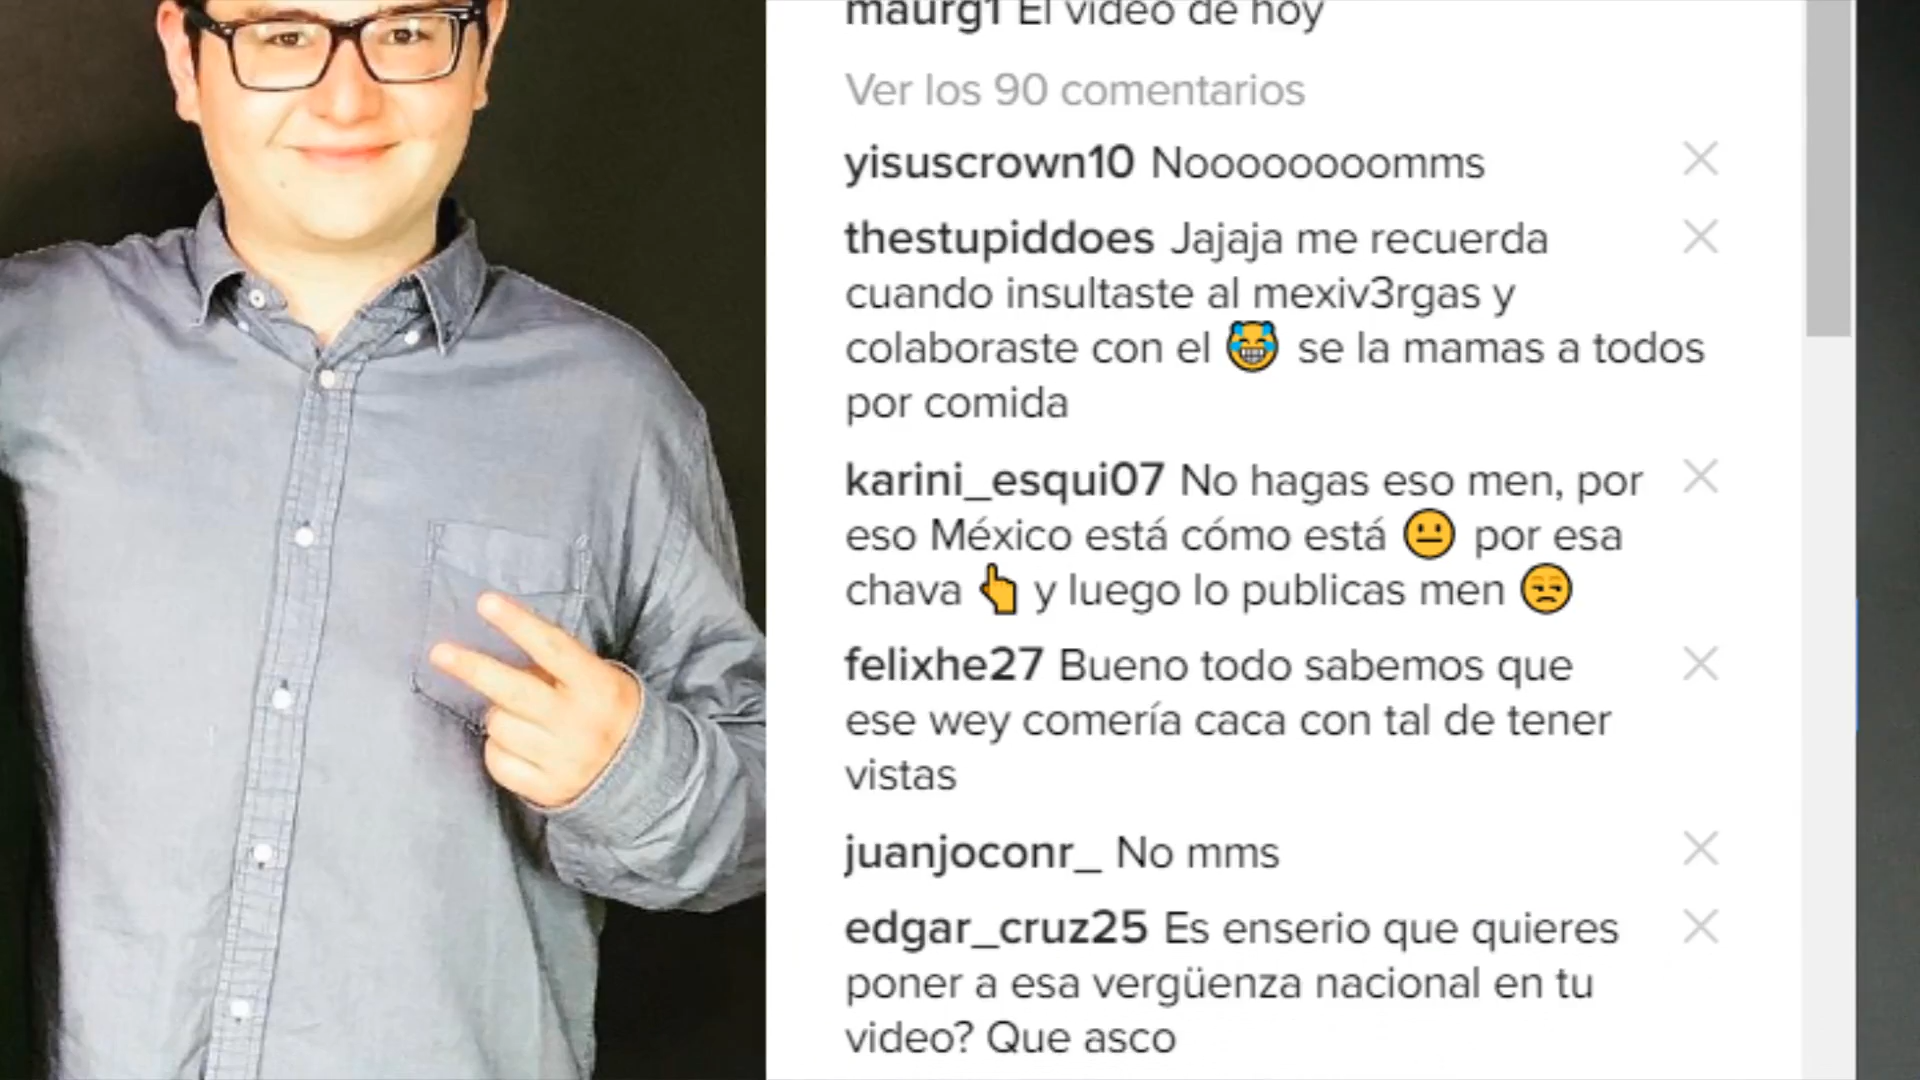 maurg1 El video de hoy
Ver los 90 comentarios
yisuscrown10 Noooooooomms
thestupiddoes Jajaja me recuerda
cuando insultaste al mexiv3rgas y
colaboraste con el 😹 se la mamas a todos
por comida
karini_esqui07 No hagas eso men, por
eso México está cómo está 😐 por esa
chava 👆 y luego lo publicas men 😒
felixhe27 Bueno todo sabemos que
ese wey comería caca con tal de tener
vistas
juanjoconr_ No mms
edgar_cruz25 Es enserio que quieres
poner a esa vergüenza nacional en tu
video? Que asco